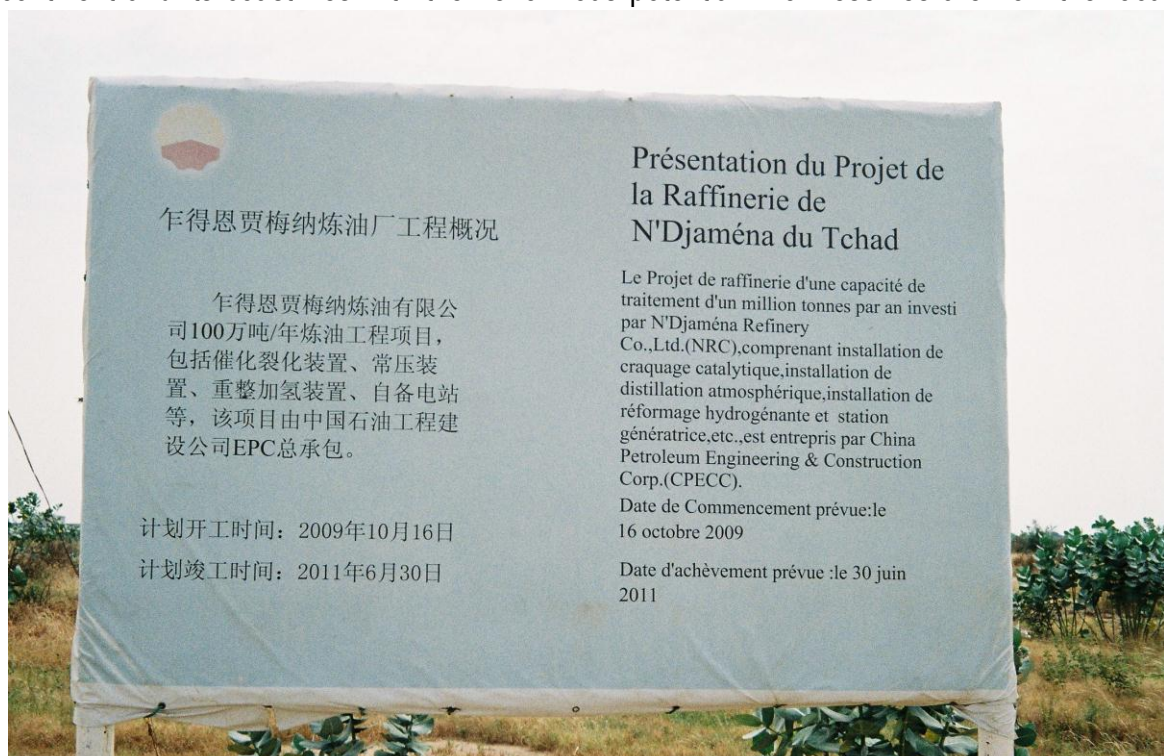 乍得恩贾梅纳炼油厂工程概况
乍得恩贾梅纳炼油有限公
司100万吨/年炼油工程项目，
包括催化裂化装置、常压装
置、重整加氢装置、自备电站
等，该项目由中国石油工程建
设公司EPC总承包。
计划开工时间：2009年10月16日
计划竣工时间：2011年6月30日
Présentation du Projet de
la Raffinerie de
N'Djaména du Tchad
Le Projet de raffinerie d'une capacité de
traitement d'un million tonnes par an investi
par N'Djaména Refinery
Co.,Ltd.(NRC),comprenant installation de
craquage catalytique,installation de
distillation atmosphérique,installation de
réformage hydrogénante et station
génératrice,etc.,est entrepris par China
Petroleum Engineering & Construction
Corp.(CPECC).
Date de Commencement prévue:le
16 octobre 2009
Date d'achèvement prévue :le 30 juin
2011